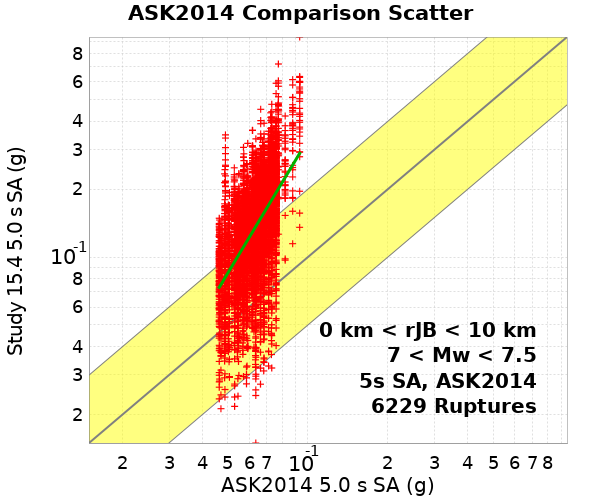 ASK2014 Comparison Scatter
Study 15.4 5.0 s SA (g)
8
6
4
3
2
10-1
8
6
4
3
2
0 km < rJB < 10 km
7 < Mw < 7.5
5s SA, ASK2014
6229 Ruptures
2 3 4 5 6 7 10-1 2 3 4 5 6 7 8
ASK2014 5.0 s SA (g)